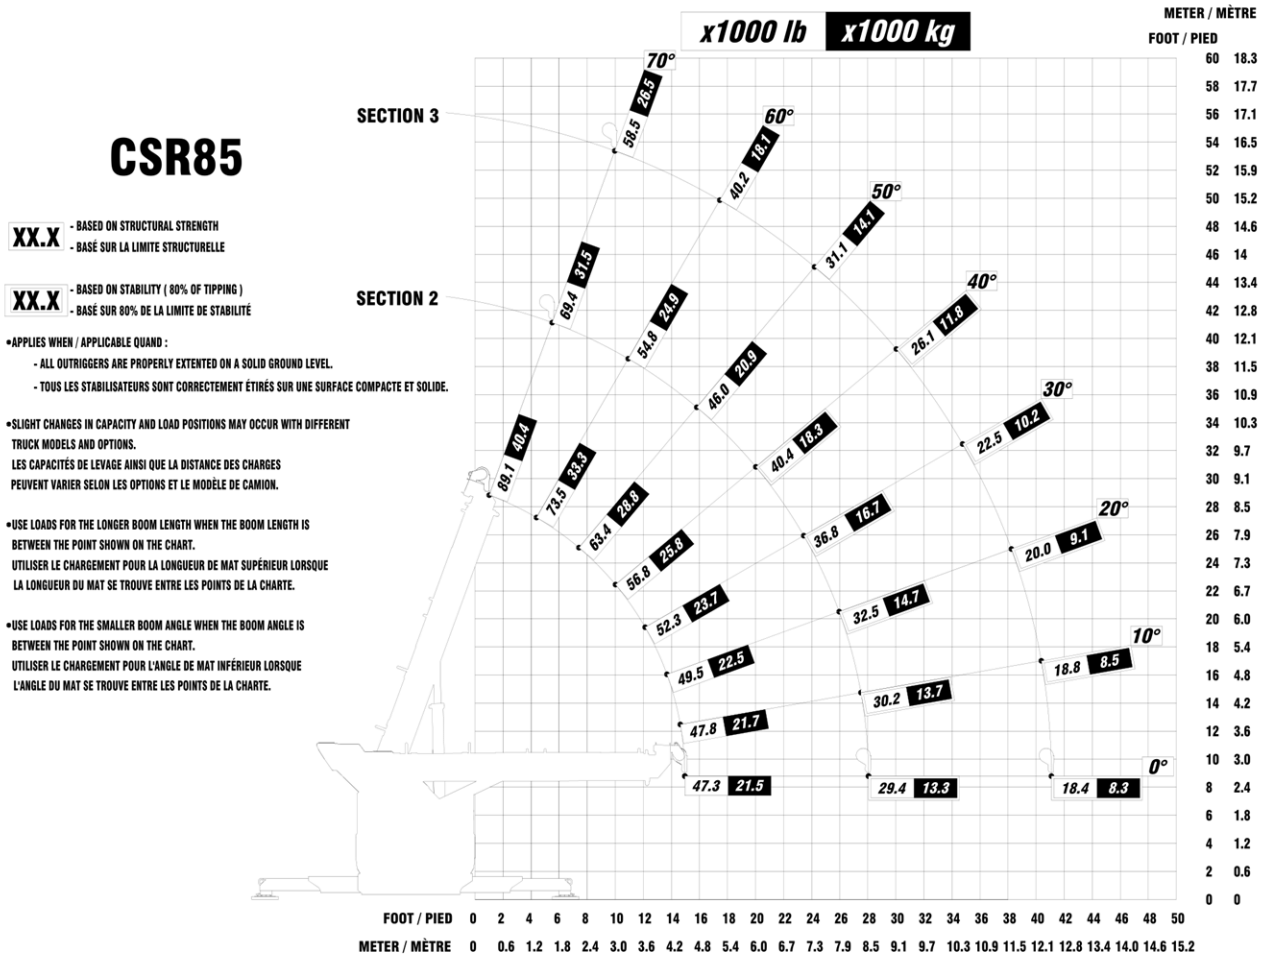 x1000 lb x1000 kg
METER / MÈTRE
FOOT / PIED
CSR85
XX.X
- BASED ON STRUCTURAL STRENGTH
- BASÉ SUR LA LIMITE STRUCTURELLE
XX.X
- BASED ON STABILITY ( 80% OF TIPPING )
- BASÉ SUR 80% DE LA LIMITE DE STABILITÉ
•APPLIES WHEN / APPLICABLE QUAND :
- ALL OUTRIGGERS ARE PROPERLY EXTENTED ON A SOLID GROUND LEVEL.
- TOUS LES STABILISATEURS SONT CORRECTEMENT ÉTIRÉS SUR UNE SURFACE COMPACTE ET SOLIDE.
•SLIGHT CHANGES IN CAPACITY AND LOAD POSITIONS MAY OCCUR WITH DIFFERENT
TRUCK MODELS AND OPTIONS.
LES CAPACITÉS DE LEVAGE AINSI QUE LA DISTANCE DES CHARGES
PEUVENT VARIER SELON LES OPTIONS ET LE MODÈLE DE CAMION.
•USE LOADS FOR THE LONGER BOOM LENGTH WHEN THE BOOM LENGTH IS
BETWEEN THE POINT SHOWN ON THE CHART.
UTILISER LE CHARGEMENT POUR LA LONGUEUR DE MAT SUPÉRIEUR LORSQUE
LA LONGUEUR DU MAT SE TROUVE ENTRE LES POINTS DE LA CHARTE.
•USE LOADS FOR THE SMALLER BOOM ANGLE WHEN THE BOOM ANGLE IS
BETWEEN THE POINT SHOWN ON THE CHART.
UTILISER LE CHARGEMENT POUR L'ANGLE DE MAT INFÉRIEUR LORSQUE
L'ANGLE DU MAT SE TROUVE ENTRE LES POINTS DE LA CHARTE.
SECTION 3
SECTION 2
70°
58.5 26.5
69.4 31.5
89.1 40.4
60°
40.2 18.1
54.8 24.9
73.5 33.3
50°
31.1 14.1
46.0 20.9
63.4 28.8
40°
26.1 11.8
40.4 18.3
56.8 25.8
30°
22.5 10.2
36.8 16.7
52.3 23.7
20°
20.0 9.1
32.5 14.7
49.5 22.5
10°
18.8 8.5
30.2 13.7
47.8 21.7
0°
47.3 21.5
29.4 13.3
18.4 8.3
60 18.3
58 17.7
56 17.1
54 16.5
52 15.9
50 15.2
48 14.6
46 14
44 13.4
42 12.8
40 12.1
38 11.5
36 10.9
34 10.3
32 9.7
30 9.1
28 8.5
26 7.9
24 7.3
22 6.7
20 6.0
18 5.4
16 4.8
14 4.2
12 3.6
10 3.0
8 2.4
6 1.8
4 1.2
2 0.6
0 0
FOOT / PIED 0 2 4 6 8 10 12 14 16 18 20 22 24 26 28 30 32 34 36 38 40 42 44 46 48 50
METER / MÈTRE 0 0.6 1.2 1.8 2.4 3.0 3.6 4.2 4.8 5.4 6.0 6.7 7.3 7.9 8.5 9.1 9.7 10.3 10.9 11.5 12.1 12.8 13.4 14.0 14.6 15.2